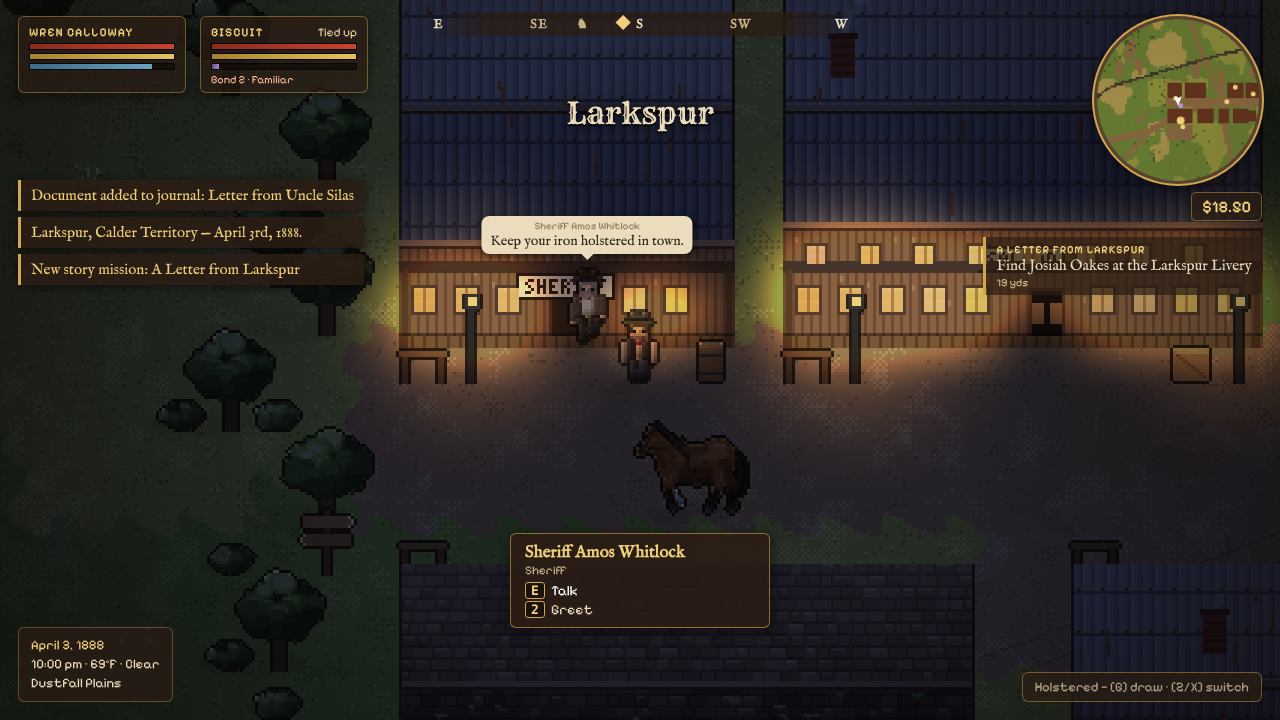 E SE S SW W
WREN CALLOWAY
BISCUIT Tied up
Bond 2 · Familiar
Larkspur
Document added to journal: Letter from Uncle Silas
Larkspur, Calder Territory — April 3rd, 1888.
New story mission: A Letter from Larkspur
$18.80
Sheriff Amos Whitlock
Keep your iron holstered in town.
A LETTER FROM LARKSPUR
Find Josiah Oakes at the Larkspur Livery
19 yds
Sheriff Amos Whitlock
Sheriff
E Talk
2 Greet
April 3, 1888
10:00 pm · 69°F · Clear
Dustfall Plains
Holstered - (G) draw · (Z/X) switch